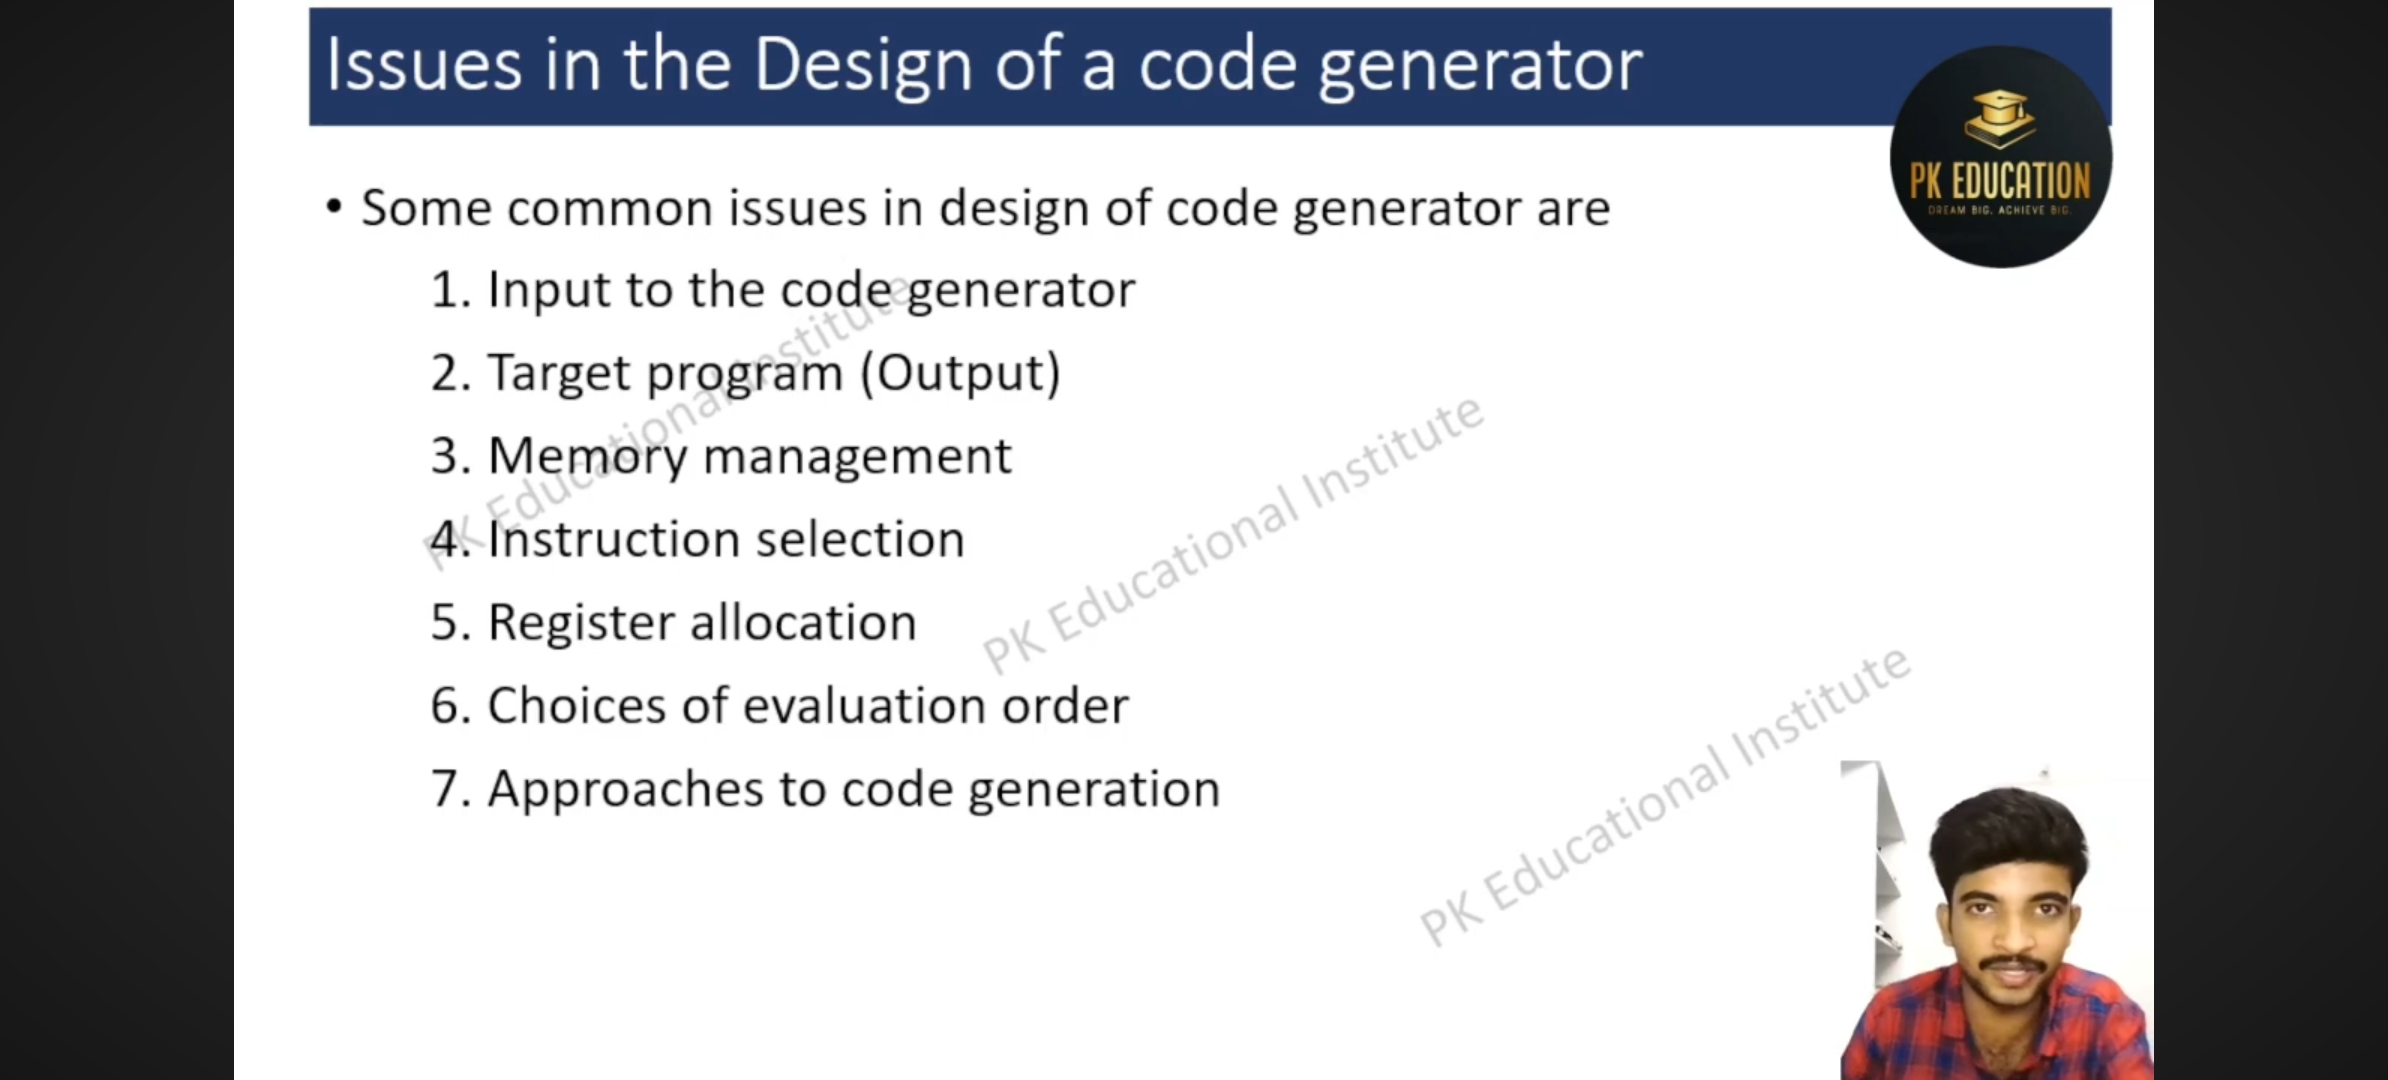 Issues in the Design of a code generator
PK EDUCATION
DREAM BIG. ACHIEVE BIG.
• Some common issues in design of code generator are
1. Input to the code generator
2. Target program (Output)
3. Memory management
4. Instruction selection
5. Register allocation
6. Choices of evaluation order
7. Approaches to code generation
PK Educational Institute
PK Educational Institute
PK Educational Institute